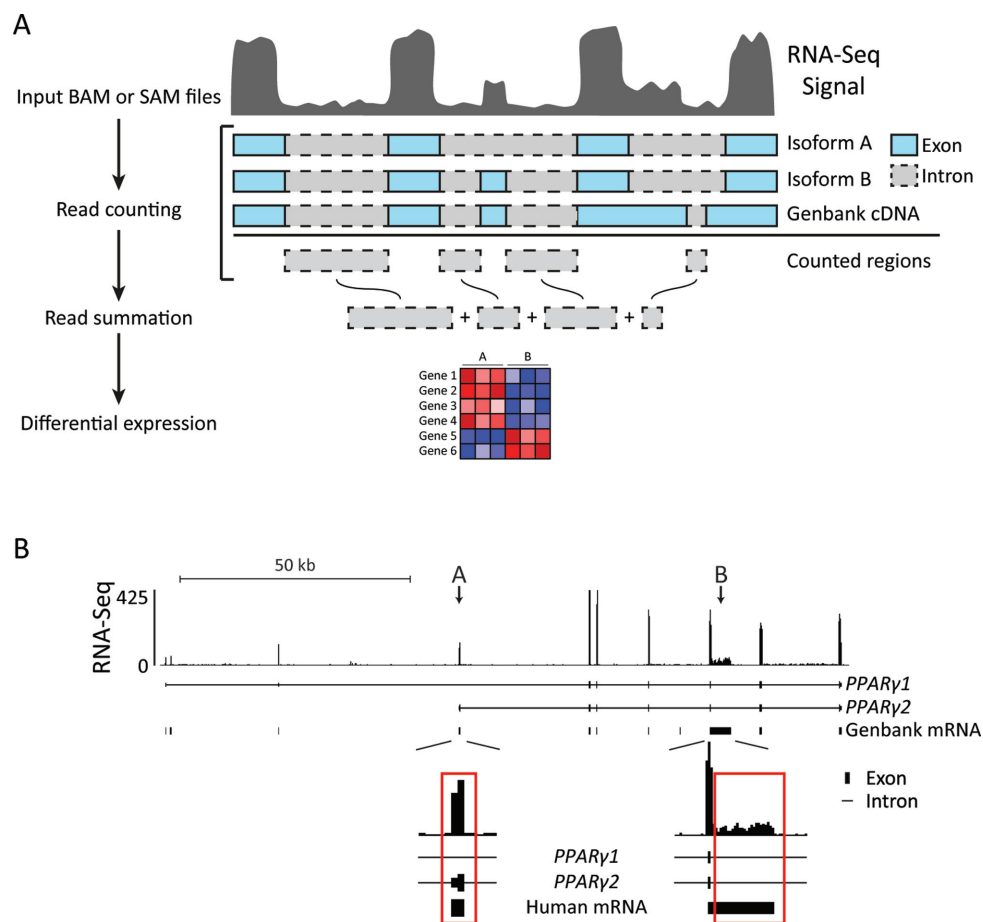 A
Input BAM or SAM files
RNA-Seq
Signal
Isoform A
Exon
Isoform B
Intron
Read counting
Genbank cDNA
Counted regions
Read summation
+ + +
A B
Gene 1
Gene 2
Gene 3
Gene 4
Gene 5
Gene 6
Differential expression
B
50 kb
A
B
RNA-Seq
425
0
PPARγ1
PPARγ2
Genbank mRNA
Exon
Intron
PPARγ1
PPARγ2
Human mRNA